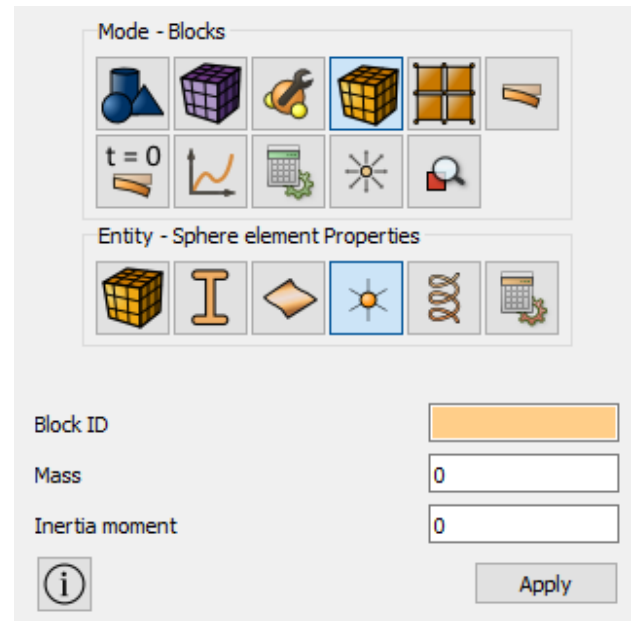 Mode - Blocks
t = 0
Entity - Sphere element Properties
Block ID
Mass
0
Inertia moment
0
i
Apply